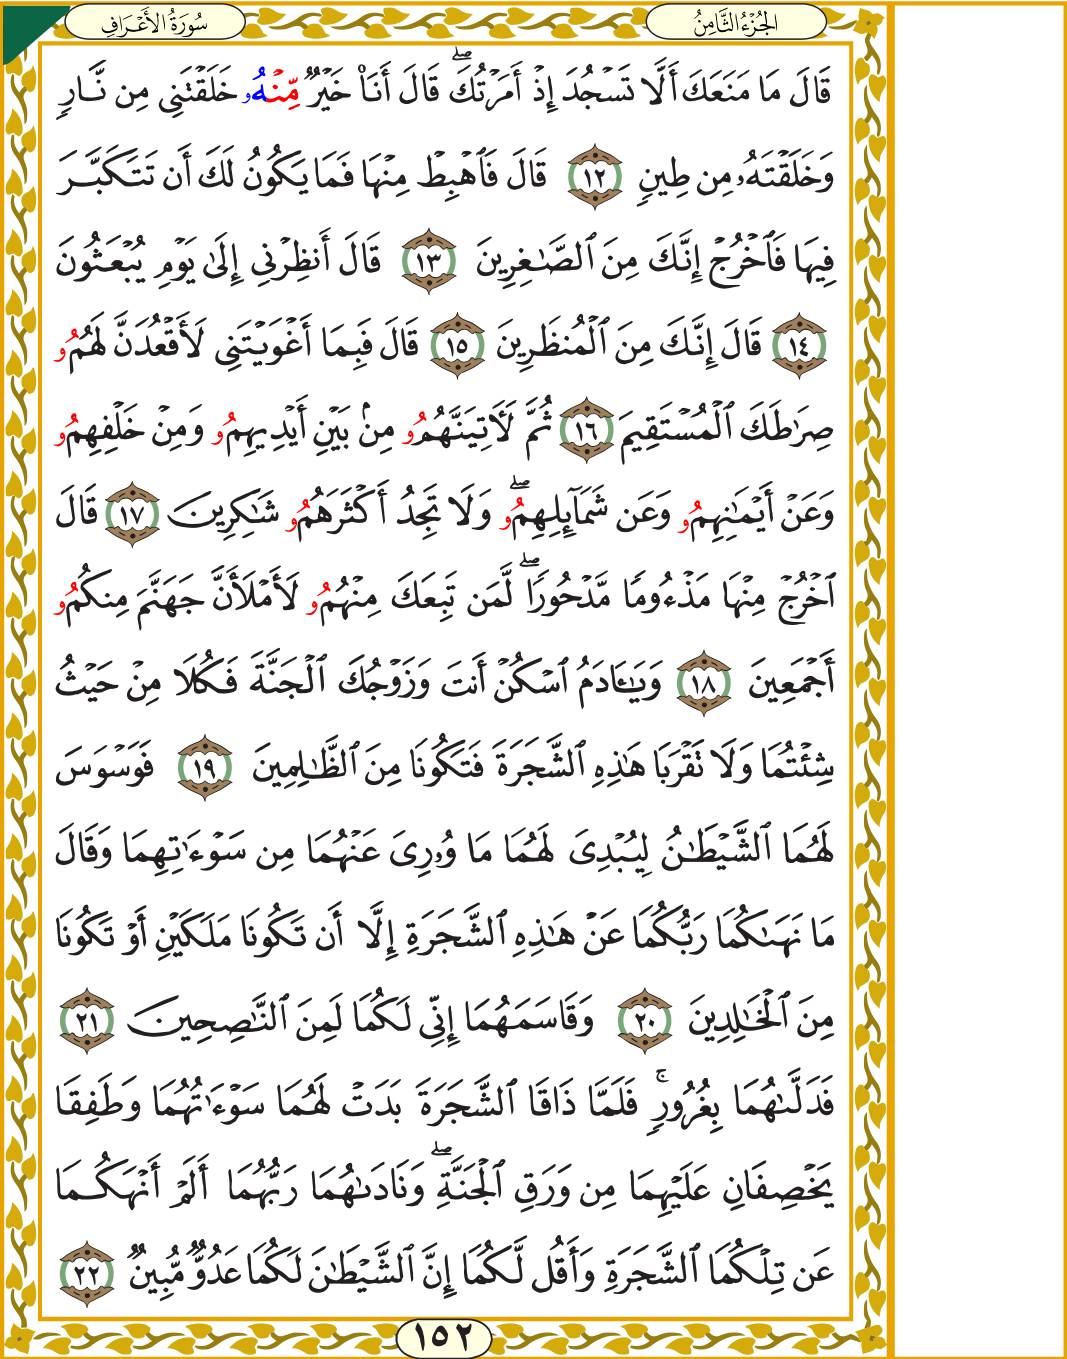 سُورَةُ الأَعْرَافِ
الجُزْءُ الثَّامِنُ
قَالَ مَا مَنَعَكَ أَلَّا تَسْجُدَ إِذْ أَمَرْتُكَۖ قَالَ أَنَا۠ خَيْرٌ مِّنْهُۥ خَلَقْتَنِي مِن نَّارٍ
وَخَلَقْتَهُۥ مِن طِينٍ ١٢ قَالَ فَٱهْبِطْ مِنْهَا فَمَا يَكُونُ لَكَ أَن تَتَكَبَّرَ
فِيهَا فَٱخْرُجْ إِنَّكَ مِنَ ٱلصَّٰغِرِينَ ١٣ قَالَ أَنظِرْنِي إِلَىٰ يَوْمِ يُبْعَثُونَ
١٤ قَالَ إِنَّكَ مِنَ ٱلْمُنظَرِينَ ١٥ قَالَ فَبِمَا أَغْوَيْتَنِي لَأَقْعُدَنَّ لَهُمُۥ
صِرَٰطَكَ ٱلْمُسْتَقِيمَ ١٦ ثُمَّ لَأٓتِيَنَّهُمُۥ مِنۢ بَيْنِ أَيْدِيهِمُۥ وَمِنْ خَلْفِهِمُۥ
وَعَنْ أَيْمَٰنِهِمُۥ وَعَن شَمَآئِلِهِمُۥۖ وَلَا تَجِدُ أَكْثَرَهُمُۥ شَٰكِرِينَ ١٧ قَالَ
ٱخْرُجْ مِنْهَا مَذْءُومًا مَّدْحُورًاۖ لَّمَن تَبِعَكَ مِنْهُمُۥ لَأَمْلَأَنَّ جَهَنَّمَ مِنكُمُۥ
أَجْمَعِينَ ١٨ وَيَٰٓـَٔادَمُ ٱسْكُنْ أَنتَ وَزَوْجُكَ ٱلْجَنَّةَ فَكُلَا مِنْ حَيْثُ
شِئْتُمَا وَلَا تَقْرَبَا هَٰذِهِ ٱلشَّجَرَةَ فَتَكُونَا مِنَ ٱلظَّٰلِمِينَ ١٩ فَوَسْوَسَ
لَهُمَا ٱلشَّيْطَٰنُ لِيُبْدِيَ لَهُمَا مَا وُۥرِيَ عَنْهُمَا مِن سَوْءَٰتِهِمَا وَقَالَ
مَا نَهَىٰكُمَا رَبُّكُمَا عَنْ هَٰذِهِ ٱلشَّجَرَةِ إِلَّا أَن تَكُونَا مَلَكَيْنِ أَوْ تَكُونَا
مِنَ ٱلْخَٰلِدِينَ ٢٠ وَقَاسَمَهُمَا إِنِّي لَكُمَا لَمِنَ ٱلنَّٰصِحِينَ ٢١
فَدَلَّىٰهُمَا بِغُرُورٍۚ فَلَمَّا ذَاقَا ٱلشَّجَرَةَ بَدَتْ لَهُمَا سَوْءَٰتُهُمَا وَطَفِقَا
يَخْصِفَانِ عَلَيْهِمَا مِن وَرَقِ ٱلْجَنَّةِۖ وَنَادَىٰهُمَا رَبُّهُمَا أَلَمْ أَنْهَكُمَا
عَن تِلْكُمَا ٱلشَّجَرَةِ وَأَقُل لَّكُمَا إِنَّ ٱلشَّيْطَٰنَ لَكُمَا عَدُوٌّ مُّبِينٌ ٢٢
١٥٢